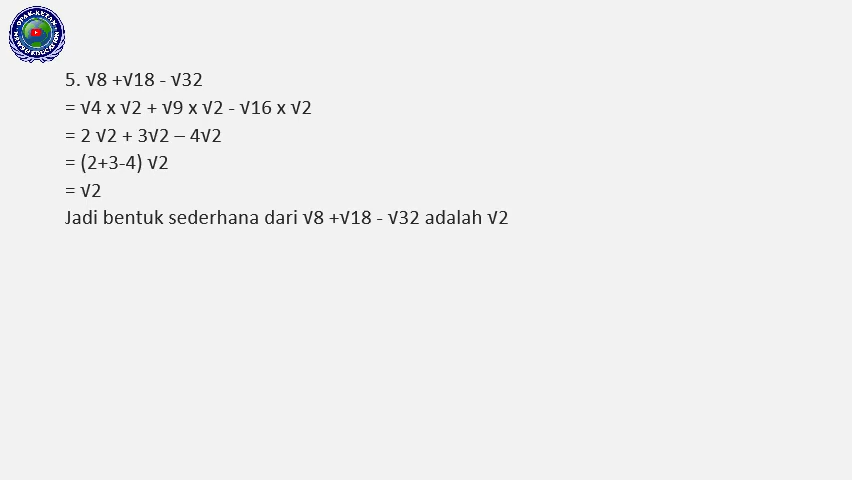 5. √8 +√18 - √32
= √4 x √2 + √9 x √2 - √16 x √2
= 2 √2 + 3√2 – 4√2
= (2+3-4) √2
= √2
Jadi bentuk sederhana dari √8 +√18 - √32 adalah √2